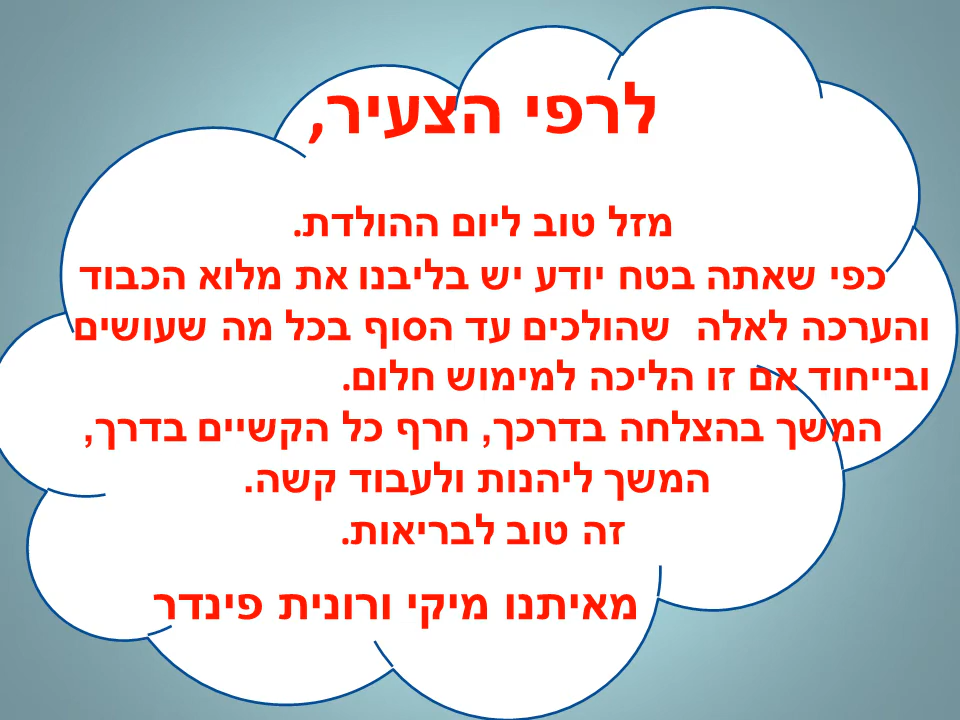 לרפי הצעיר,
מזל טוב ליום ההולדת.
כפי שאתה בטח יודע יש בליבנו את מלוא הכבוד
והערכה לאלה שהולכים עד הסוף בכל מה שעושים
ובייחוד אם זו הליכה למימוש חלום.
המשך בהצלחה בדרכך, חרף כל הקשיים בדרך,
המשך ליהנות ולעבוד קשה.
זה טוב לבריאות.
מאיתנו מיקי ורונית פינדר